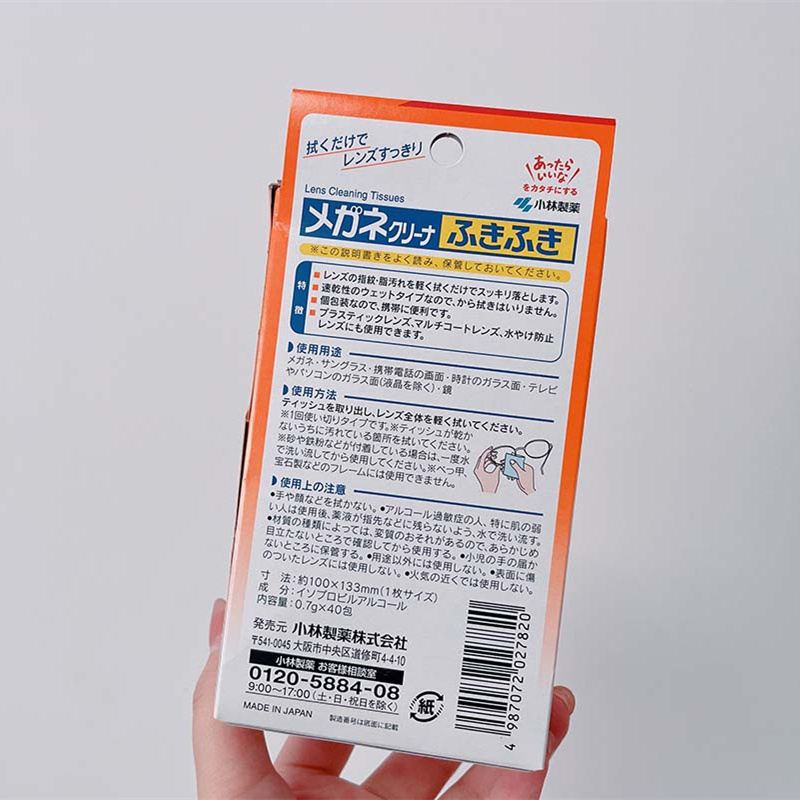 拭くだけで
レンズすっきり
あったら
いいな
をカタチにする
小林製薬
Lens Cleaning Tissues
メガネクリーナ ふきふき
※この説明書きをよく読み、保管しておいてください。
特徴
■レンズの指紋・脂汚れを軽く拭くだけでスッキリ落とします。
■速乾性のウェットタイプなので、から拭きはいりません。
■個包装なので、携帯に便利です。
■プラスティックレンズ、マルチコートレンズ、水やけ防止
レンズにも使用できます。
使用用途
メガネ・サングラス・携帯電話の画面・時計のガラス面・テレビ
やパソコンのガラス面(液晶を除く)・鏡
使用方法
ティッシュを取り出し、レンズ全体を軽く拭いてください。
※1回使い切りタイプです。※ティッシュが乾か
ないうちに汚れている箇所を拭いてください。
※砂や鉄粉などが付着している場合は、一度水
で洗い流してから使用してください。※べっ甲、
宝石製などのフレームには使用できません。
使用上の注意
●手や顔などを拭かない。●アルコール過敏症の人、特に肌の弱
い人は使用後、薬液が指先などに残らないよう、水で洗い流す。
●材質の種類によっては、変質のおそれがあるので、あらかじめ
目立たないところで確認してから使用する。●小児の手の届か
ないところに保管する。●用途以外には使用しない。●表面に傷
のついたレンズには使用しない。●火気の近くでは使用しない。
寸 法:約100×133mm(1枚サイズ)
成 分:イソプロピルアルコール
内容量:0.7g×40包
発売元 小林製薬株式会社
〒541-0045 大阪市中央区道修町4-4-10
小林製薬 お客様相談室
0120-5884-08
9:00〜17:00(土・日・祝日を除く)
MADE IN JAPAN
製造番号は底面に記載
紙
4 987072 027820